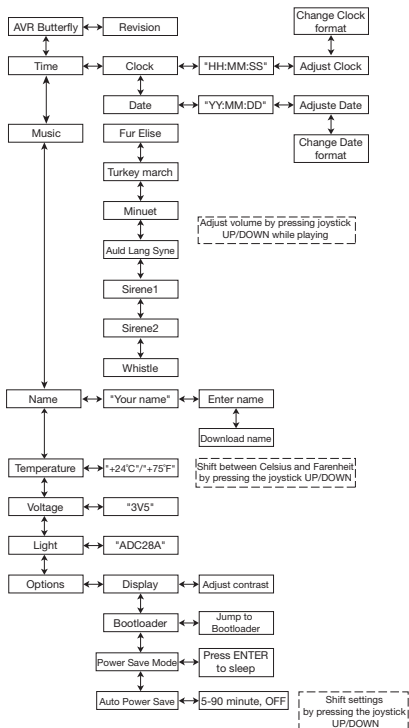 AVR Butterfly
Revision
Change Clock
format
Time
Clock
"HH:MM:SS"
Adjust Clock
Date
"YY:MM:DD"
Adjuste Date
Music
Fur Elise
Change Date
format
Turkey march
Minuet
Adjust volume by pressing joystick
UP/DOWN while playing
Auld Lang Syne
Sirene1
Sirene2
Whistle
Name
"Your name"
Enter name
Download name
Temperature
"+24°C"/"+75°F"
Shift between Celsius and Farenheit
by pressing the joystick UP/DOWN
Voltage
"3V5"
Light
"ADC28A"
Options
Display
Adjust contrast
Bootloader
Jump to
Bootloader
Power Save Mode
Press ENTER
to sleep
Auto Power Save
5-90 minute, OFF
Shift settings
by pressing the joystick
UP/DOWN